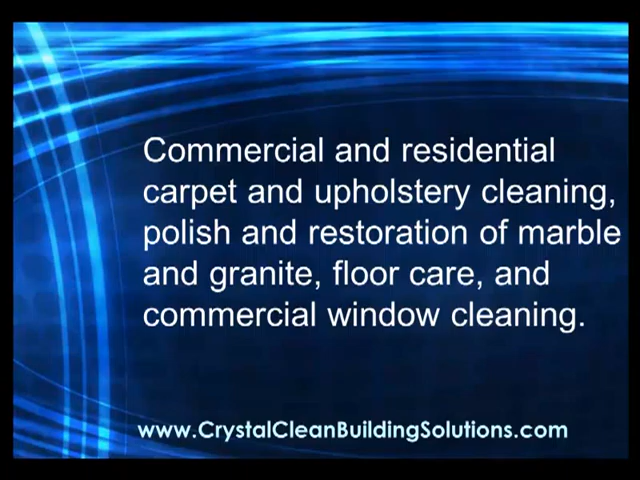 Commercial and residential
carpet and upholstery cleaning,
polish and restoration of marble
and granite, floor care, and
commercial window cleaning.
www.CrystalCleanBuildingSolutions.com